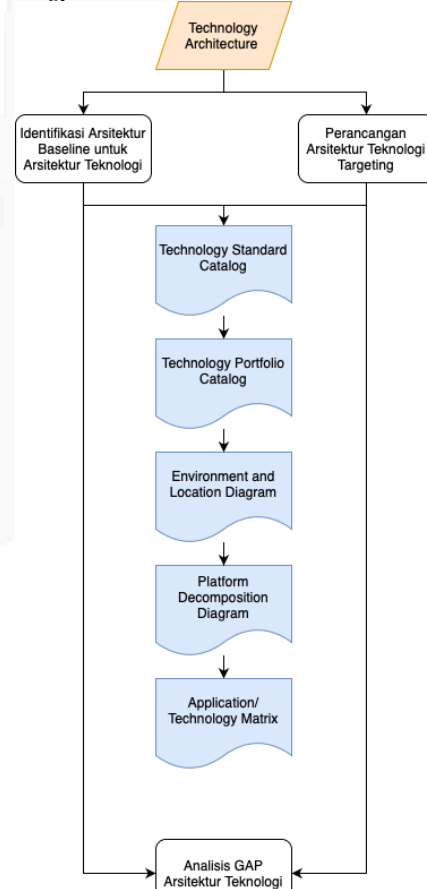 Technology
Architecture
Identifikasi Arsitektur
Baseline untuk
Arsitektur Teknologi
Perancangan
Arsitektur Teknologi
Targeting
Technology Standard
Catalog
Technology Portfolio
Catalog
Environment and
Location Diagram
Platform
Decomposition
Diagram
Application/
Technology Matrix
Analisis GAP
Arsitektur Teknologi